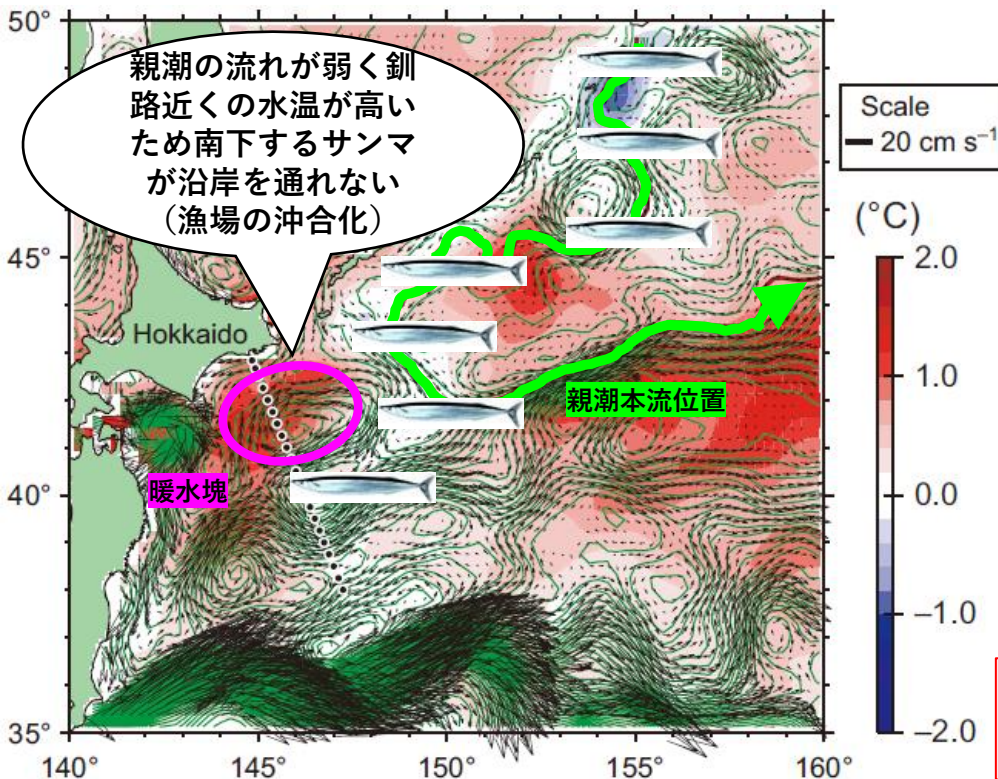 親潮の流れが弱く釧
路近くの水温が高い
ため南下するサンマ
が沿岸を通れない
（漁場の沖合化）
Scale
20 cm s⁻¹
(°C)
2.0
1.0
0.0
–1.0
–2.0
50°
45°
40°
35°
Hokkaido
親潮本流位置
暖水塊
140°
145°
150°
155°
160°